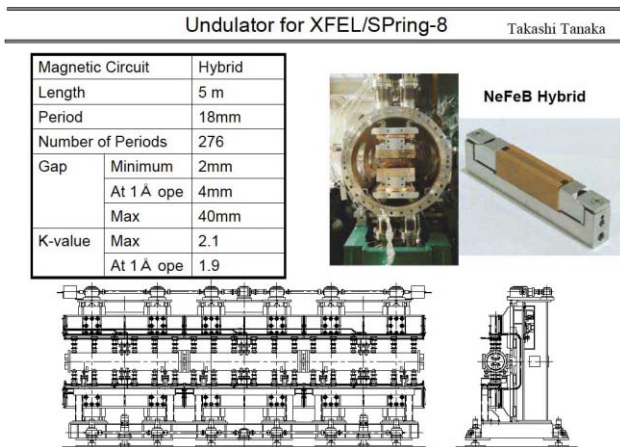 Undulator for XFEL/SPring-8 Takashi Tanaka
Magnetic Circuit Hybrid
Length 5 m
Period 18mm
Number of Periods 276
Gap Minimum 2mm
At 1Å ope 4mm
Max 40mm
K-value Max 2.1
At 1Å ope 1.9
NeFeB Hybrid